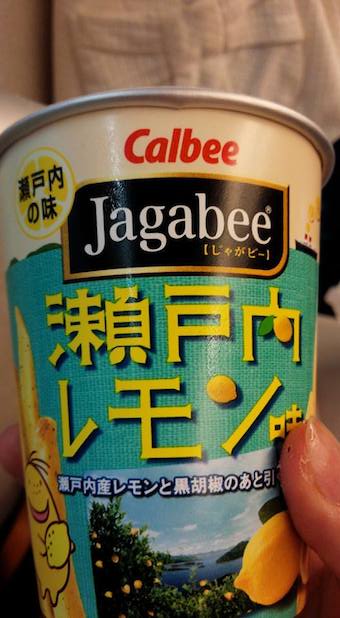 Calbee
瀬戸内
の味
Jagabee®
【じゃがビー】
瀬戸内
レモン味
瀬戸内産レモンと黒胡椒のあと引